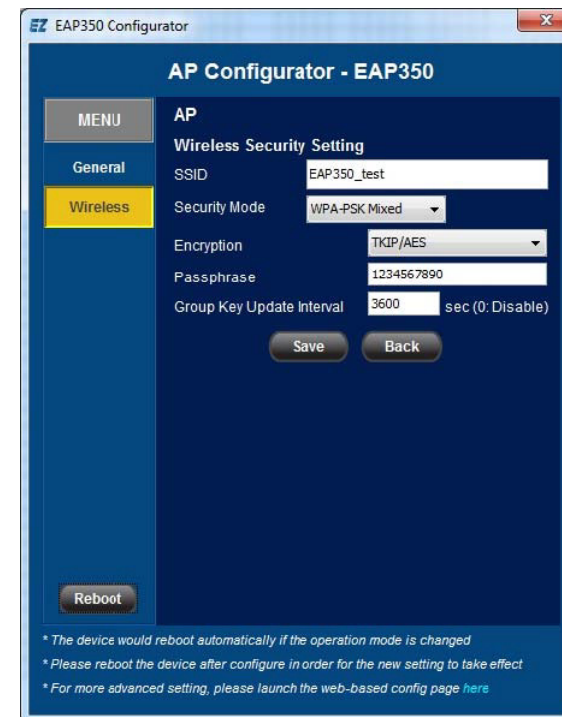 EZ EAP350 Configurator
X
AP Configurator - EAP350
MENU
General
Wireless
AP
Wireless Security Setting
SSID EAP350_test
Security Mode WPA-PSK Mixed
Encryption TKIP/AES
Passphrase 1234567890
Group Key Update Interval 3600 sec (0: Disable)
Save Back
Reboot
* The device would reboot automatically if the operation mode is changed
* Please reboot the device after configure in order for the new setting to take effect
* For more advanced setting, please launch the web-based config page here